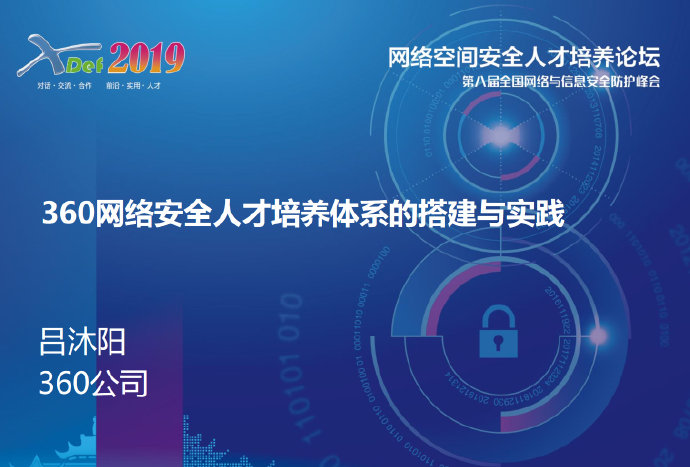 XDef 2019
对话·交流·合作 前沿·实用·人才
网络空间安全人才培养论坛
第八届全国网络与信息安全防护峰会
360网络安全人才培养体系的搭建与实践
吕沐阳
360公司
110101 010